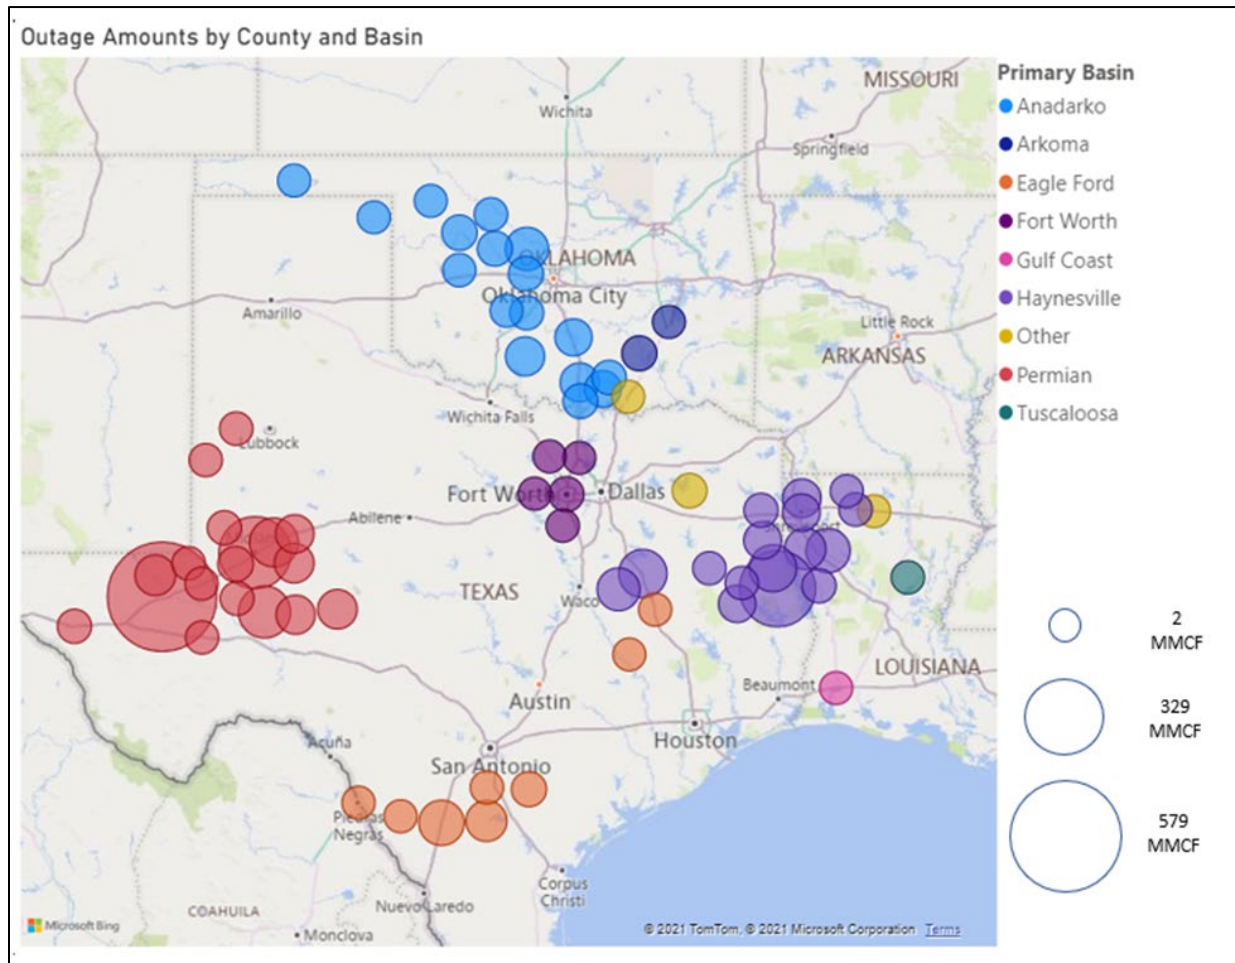 Outage Amounts by County and Basin
Primary Basin
Anadarko
Arkoma
Eagle Ford
Fort Worth
Gulf Coast
Haynesville
Other
Permian
Tuscaloosa
MISSOURI
Wichita
Springfield
OKLAHOMA
Oklahoma City
Amarillo
Little Rock
ARKANSAS
Wichita Falls
Lubbock
Fort Worth
Dallas
Abilene
TEXAS
Waco
LOUISIANA
Beaumont
Austin
Houston
Acuña
San Antonio
Piedras
Negras
Corpus
Christi
Nuevo Laredo
COAHUILA
Monclova
2
MMCF
329
MMCF
579
MMCF
Microsoft Bing
© 2021 TomTom, © 2021 Microsoft Corporation Terms